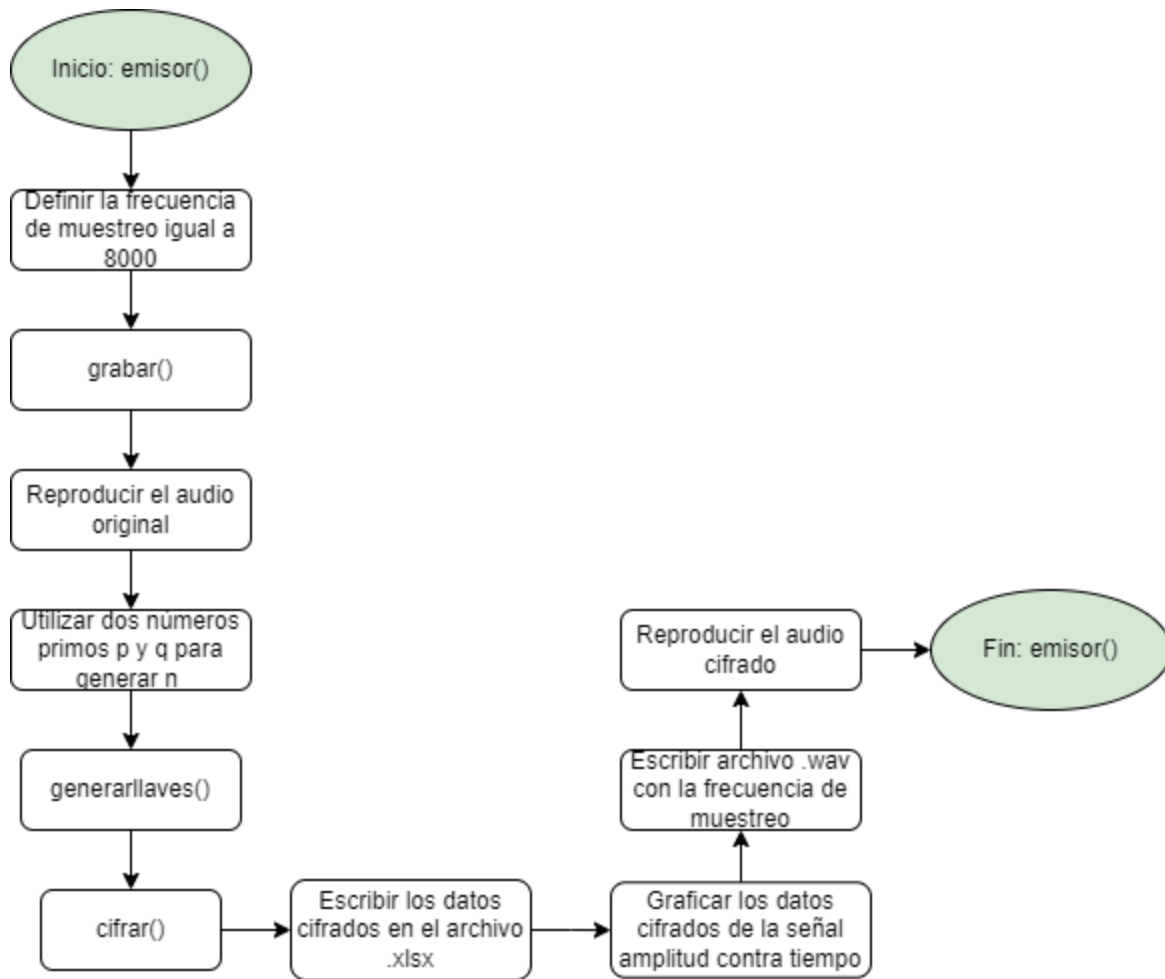 Inicio: emisor()
Definir la frecuencia
de muestreo igual a
8000
grabar()
Reproducir el audio
original
Utilizar dos números
primos p y q para
generar n
generarllaves()
cifrar()
Escribir los datos
cifrados en el archivo
.xlsx
Graficar los datos
cifrados de la señal
amplitud contra tiempo
Escribir archivo .wav
con la frecuencia de
muestreo
Reproducir el audio
cifrado
Fin: emisor()